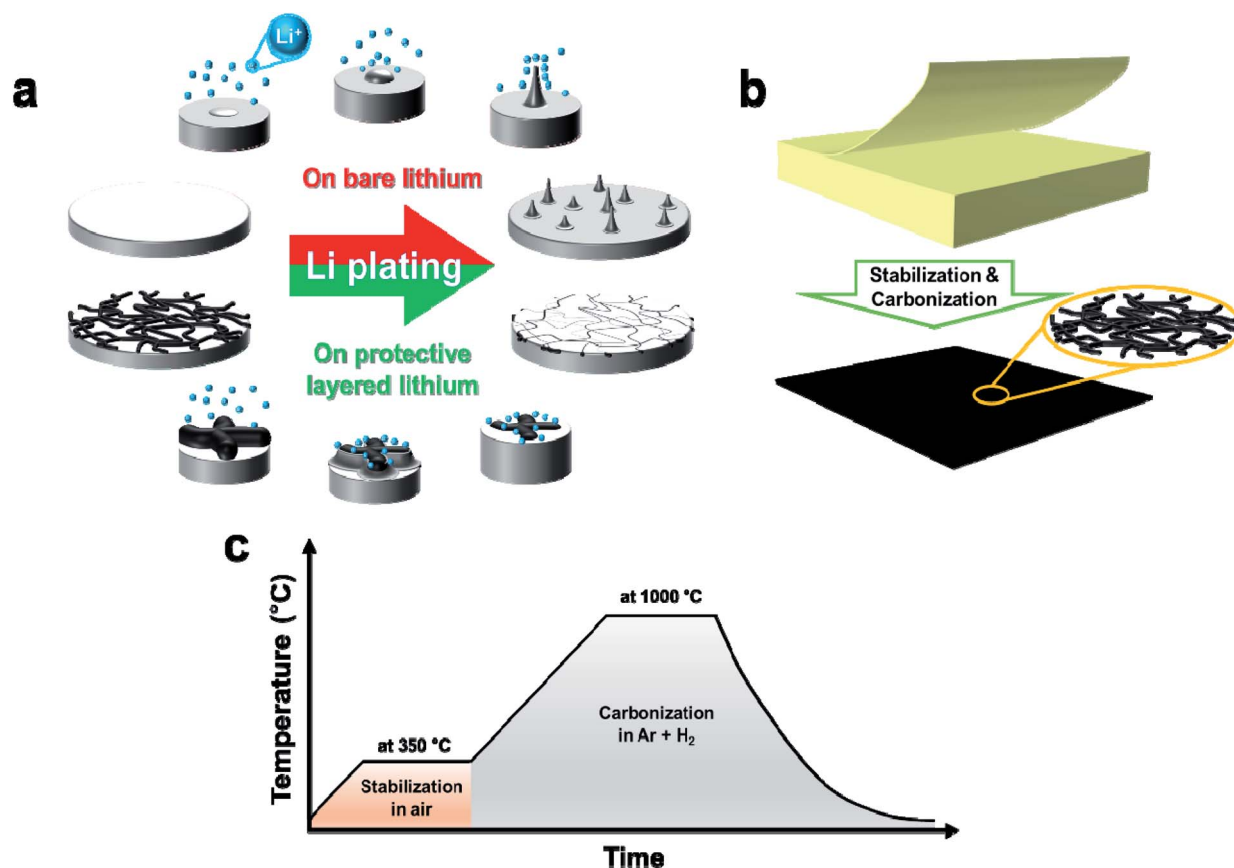 a
Li⁺
On bare lithium
Li plating
On protective
layered lithium
b
Stabilization &
Carbonization
c
Temperature (°C)
at 350 °C
Stabilization
in air
at 1000 °C
Carbonization
in Ar + H₂
Time